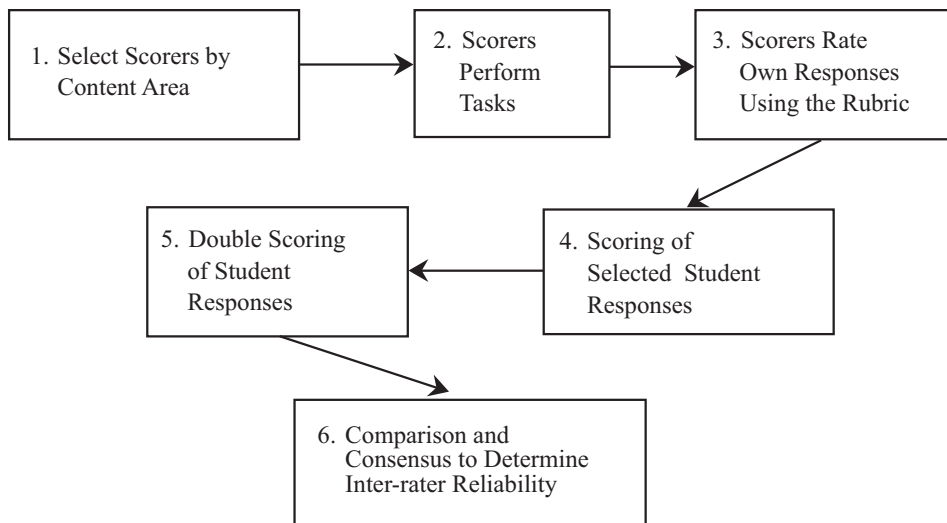 1. Select Scorers by
Content Area
2. Scorers
Perform
Tasks
3. Scorers Rate
Own Responses
Using the Rubric
4. Scoring of
Selected Student
Responses
5. Double Scoring
of Student
Responses
6. Comparison and
Consensus to Determine
Inter-rater Reliability